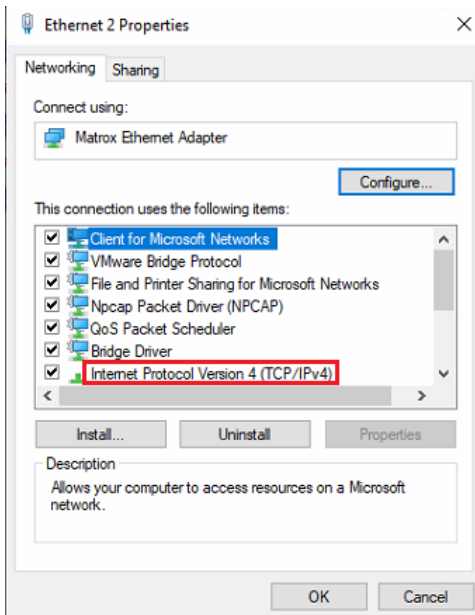 Ethernet 2 Properties
Networking Sharing
Connect using:
Matrox Ethernet Adapter
Configure...
This connection uses the following items:
Client for Microsoft Networks
VMware Bridge Protocol
File and Printer Sharing for Microsoft Networks
Npcap Packet Driver (NPCAP)
QoS Packet Scheduler
Bridge Driver
Internet Protocol Version 4 (TCP/IPv4)
Install... Uninstall Properties
Description
Allows your computer to access resources on a Microsoft
network.
OK Cancel